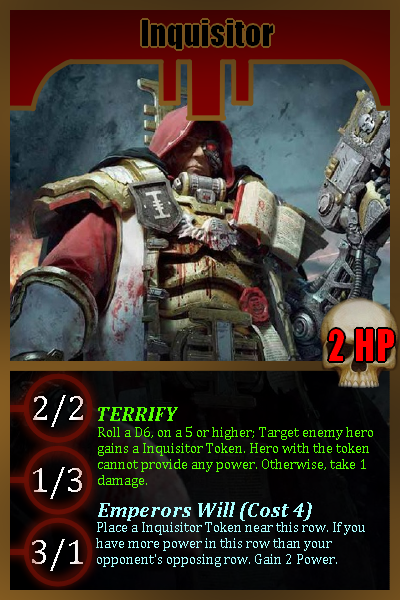 Inquisitor
2 HP
2/2
1/3
3/1
TERRIFY
Roll a D6, on a 5 or higher; Target enemy hero
gains a Inquisitor Token. Hero with the token
cannot provide any power. Otherwise, take 1
damage.
Emperors Will (Cost 4)
Place a Inquisitor Token near this row. If you
have more power in this row than your
opponent's opposing row. Gain 2 Power.